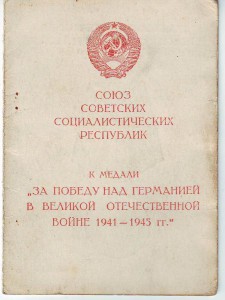 СОЮЗ
СОВЕТСКИХ
СОЦИАЛИСТИЧЕСКИХ
РЕСПУБЛИК
К МЕДАЛИ
„ЗА ПОБЕДУ НАД ГЕРМАНИЕЙ
В ВЕЛИКОЙ ОТЕЧЕСТВЕННОЙ
ВОЙНЕ 1941—1945 гг."